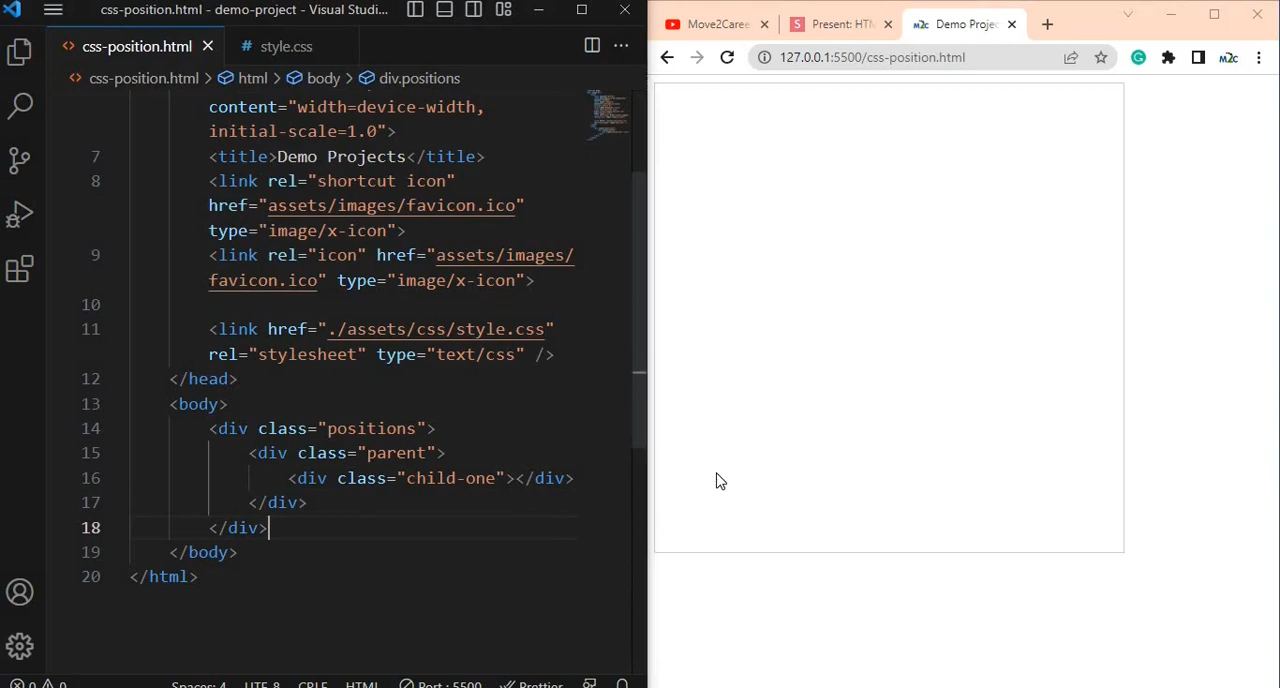 css-position.html - demo-project - Visual Studi...
css-position.html
style.css
css-position.html > html > body > div.positions
content="width=device-width,
initial-scale=1.0">
7 <title>Demo Projects</title>
8 <link rel="shortcut icon"
href="assets/images/favicon.ico"
type="image/x-icon">
9 <link rel="icon" href="assets/images/
favicon.ico" type="image/x-icon">
10
11 <link href="./assets/css/style.css"
rel="stylesheet" type="text/css" />
12 </head>
13 <body>
14 <div class="positions">
15 <div class="parent">
16 <div class="child-one"></div>
17 </div>
18 </div>
19 </body>
20 </html>
0 0 Spaces: 4 UTF-8 CRLF HTML Port : 5500 Prettier
Move2Caree
S Present: HTM
m2c Demo Projec
127.0.0.1:5500/css-position.html
m2c